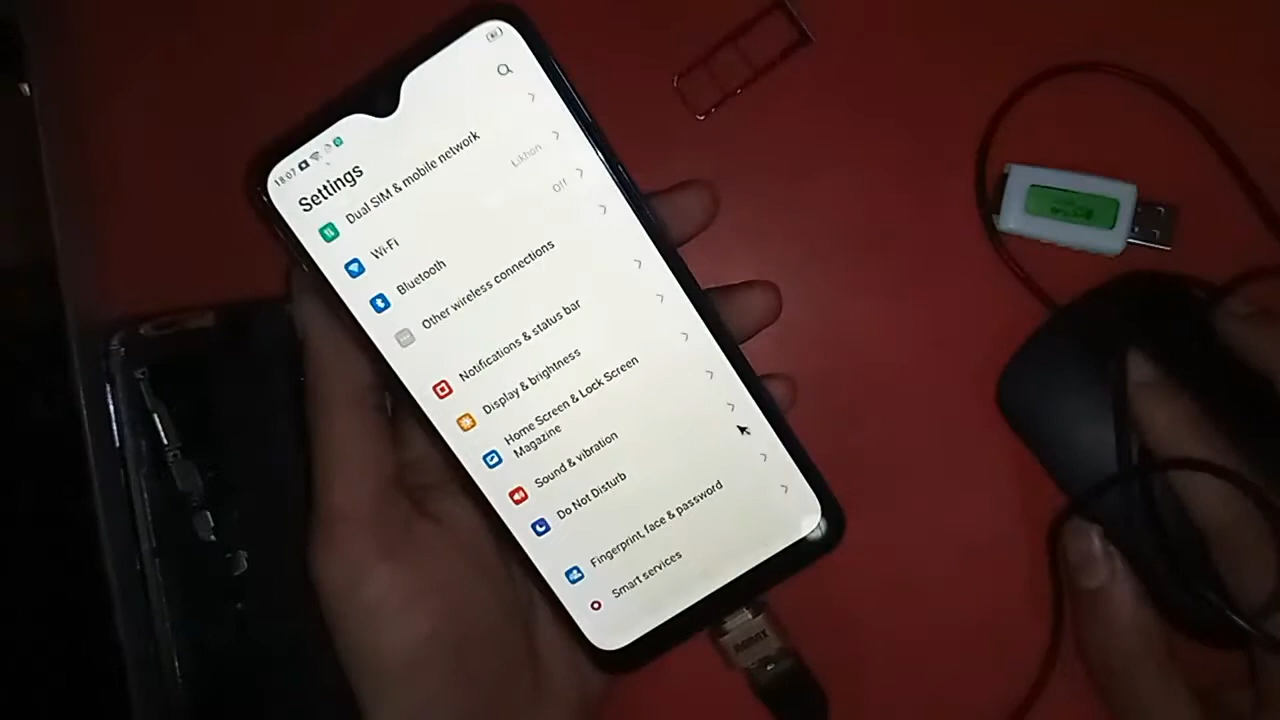 18:07
Settings
Dual SIM & mobile network
Wi-Fi
Likhon
Bluetooth
Off
Other wireless connections
Notifications & status bar
Display & brightness
Home Screen & Lock Screen
Magazine
Sound & vibration
Do Not Disturb
Fingerprint, face & password
Smart services
REMAX